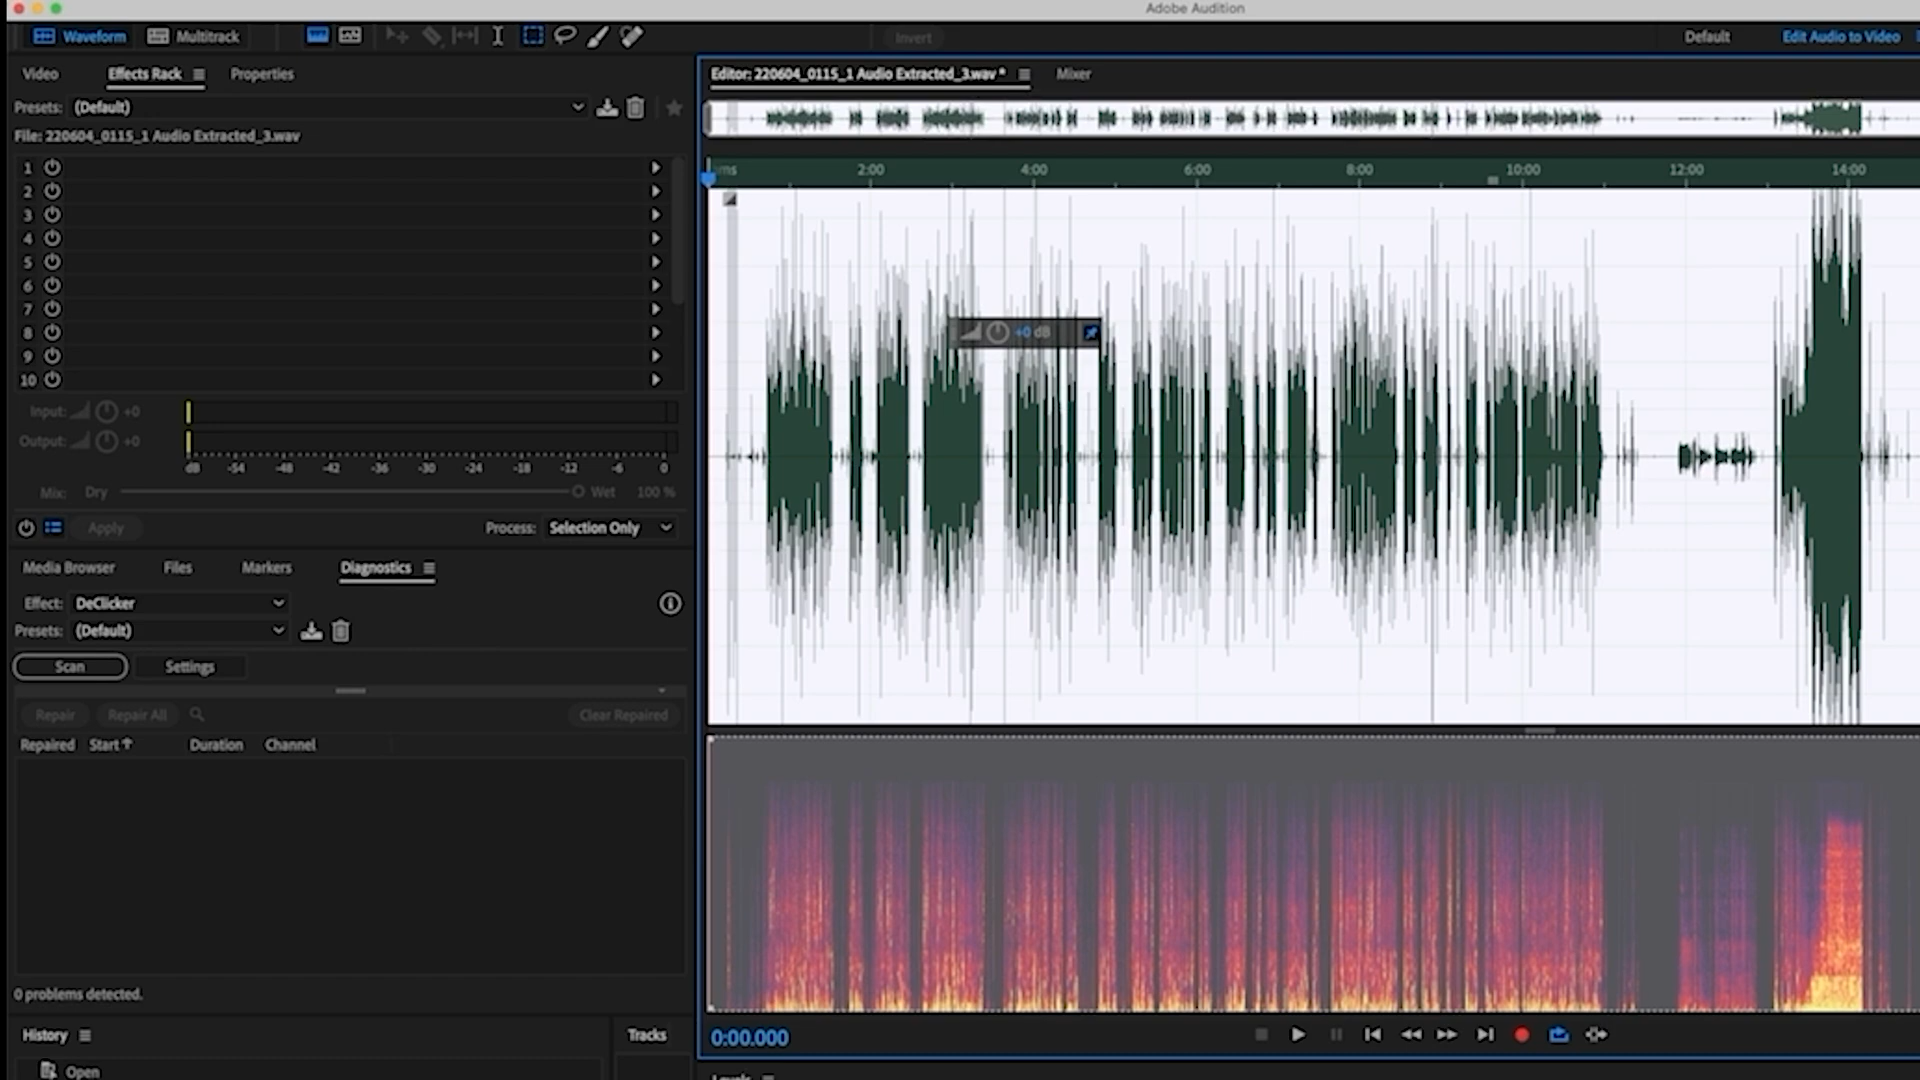 Adobe Audition
Waveform Multitrack Invert Default Edit Audio to Video
Video Effects Rack Properties
Presets: (Default)
File: 220604_0115_1 Audio Extracted_3.wav
1
2
3
4
5
6
7
8
9
10
Input: +0
Output: +0
dB -54 -48 -42 -36 -30 -24 -18 -12 -6 0
Mix: Dry Wet 100 %
Apply Process: Selection Only
Media Browser Files Markers Diagnostics
Effect: DeClicker
Presets: (Default)
Scan Settings
Repair Repair All Clear Repaired
Repaired Start Duration Channel
0 problems detected.
History Tracks
Open
Editor: 220604_0115_1 Audio Extracted_3.wav * Mixer
2:00 4:00 6:00 8:00 10:00 12:00 14:00
+0 dB
0:00.000